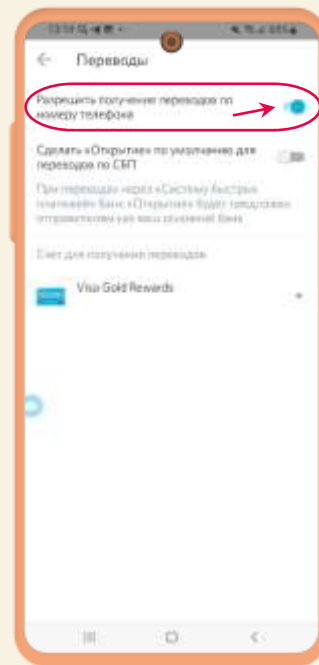 Переводы
Разрешить получение переводов по
номеру телефона
Сделать «Открытие» по умолчанию для
переводов по СБП
При переводах через «Систему быстрых
платежей» банк «Открытие» будет предложен
отправителям как ваш основной банк
Счет для получения переводов
Visa Gold Rewards